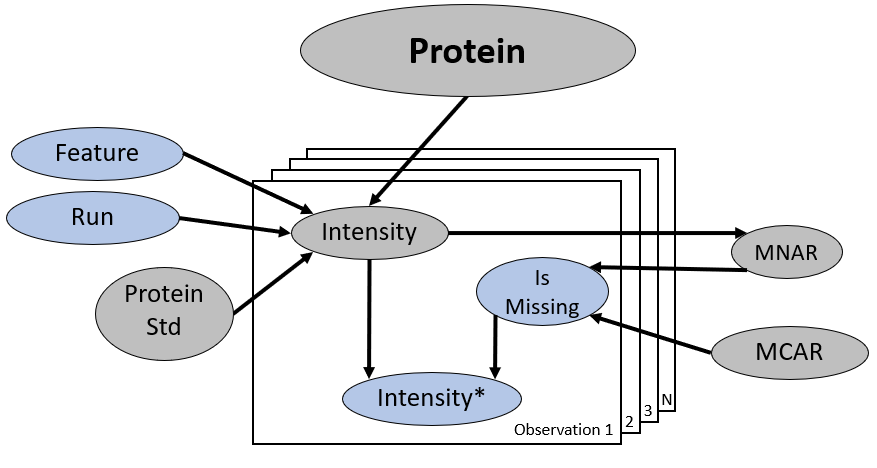 Protein
Feature
Run
Intensity
MNAR
Is
Missing
Protein
Std
MCAR
Intensity*
N
3
2
Observation 1